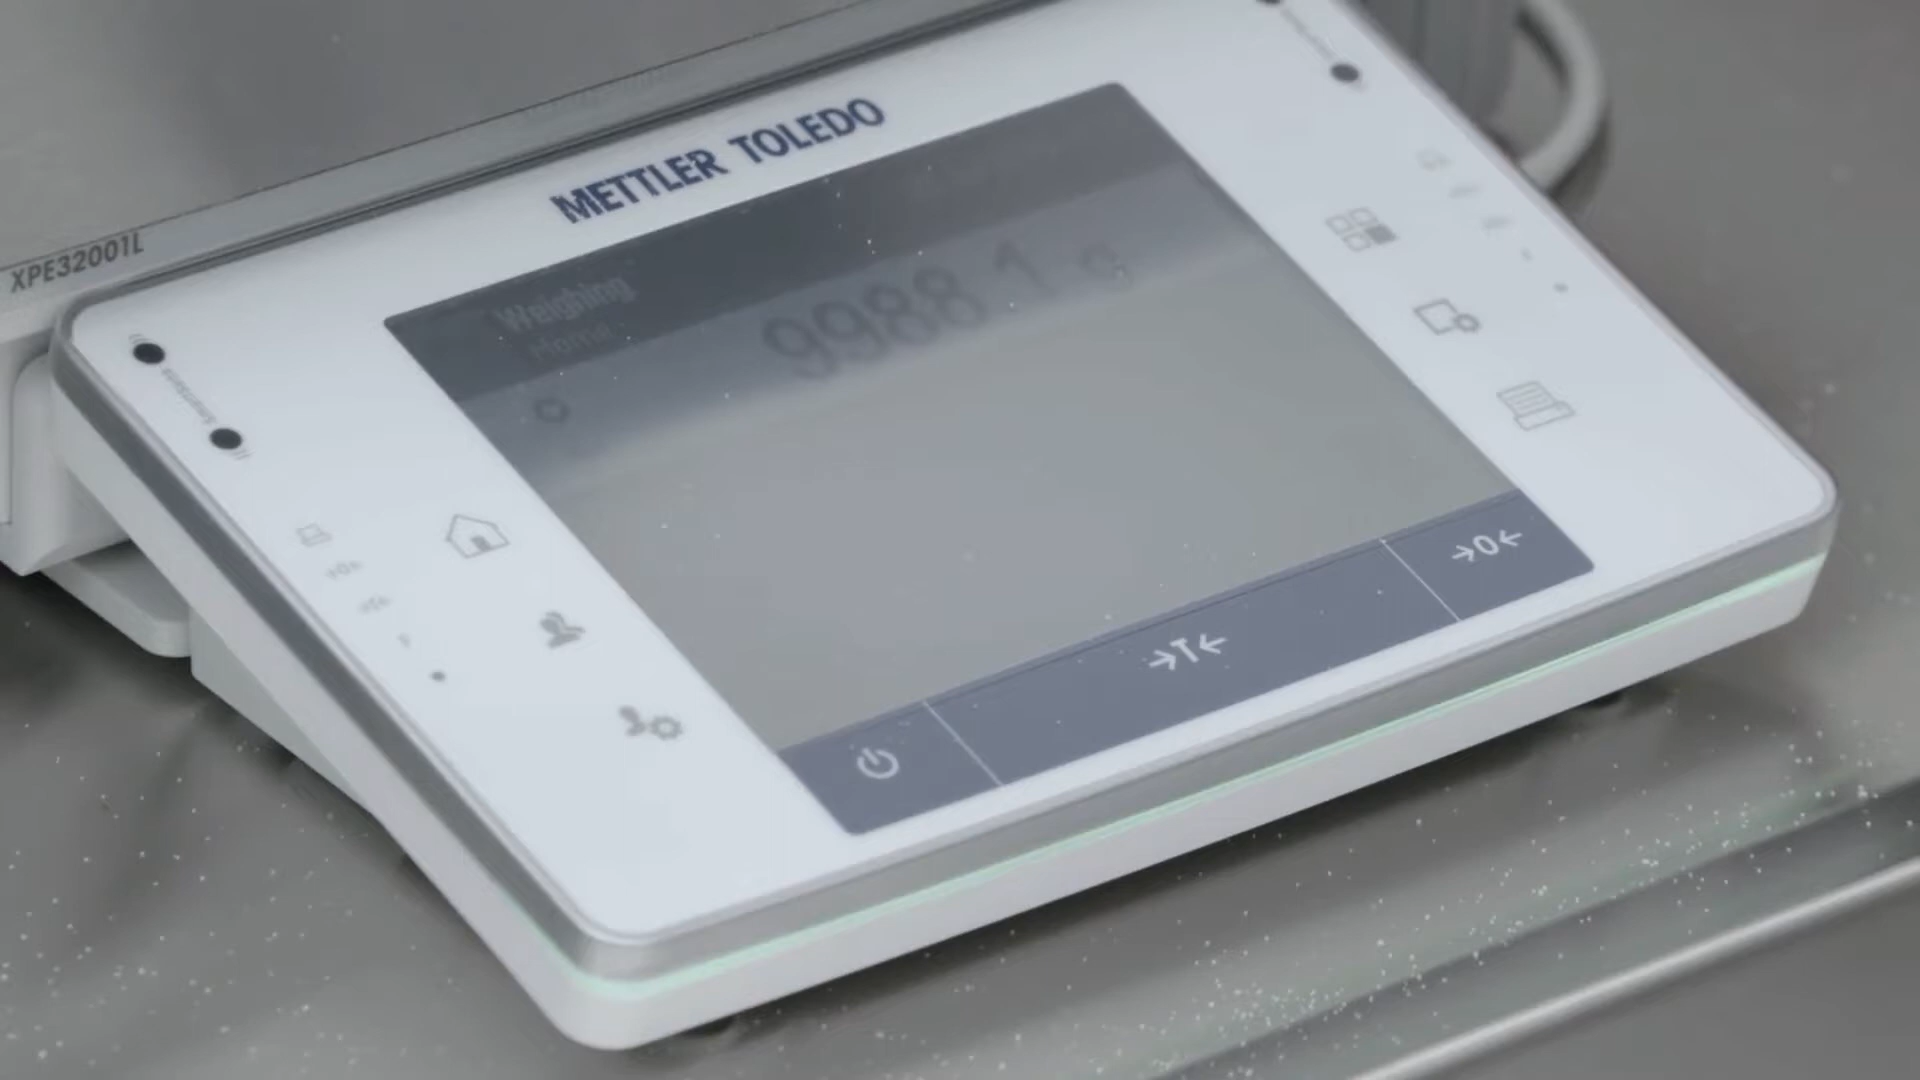 METTLER TOLEDO
XPE32001L
Weighing
Home
9988.1 g
→T←
→0←